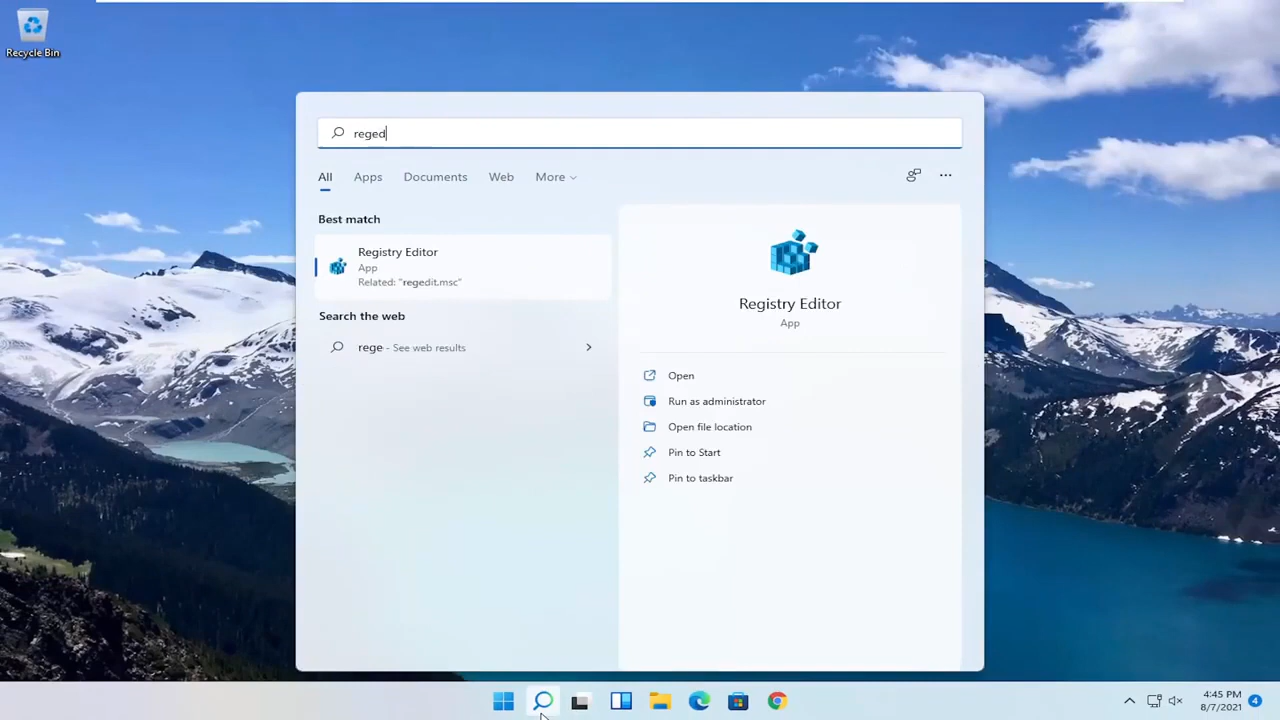 Recycle Bin
reged
All Apps Documents Web More
Best match
Registry Editor
App
Related: "regedit.msc"
Search the web
rege - See web results
Registry Editor
App
Open
Run as administrator
Open file location
Pin to Start
Pin to taskbar
4:45 PM
8/7/2021
4